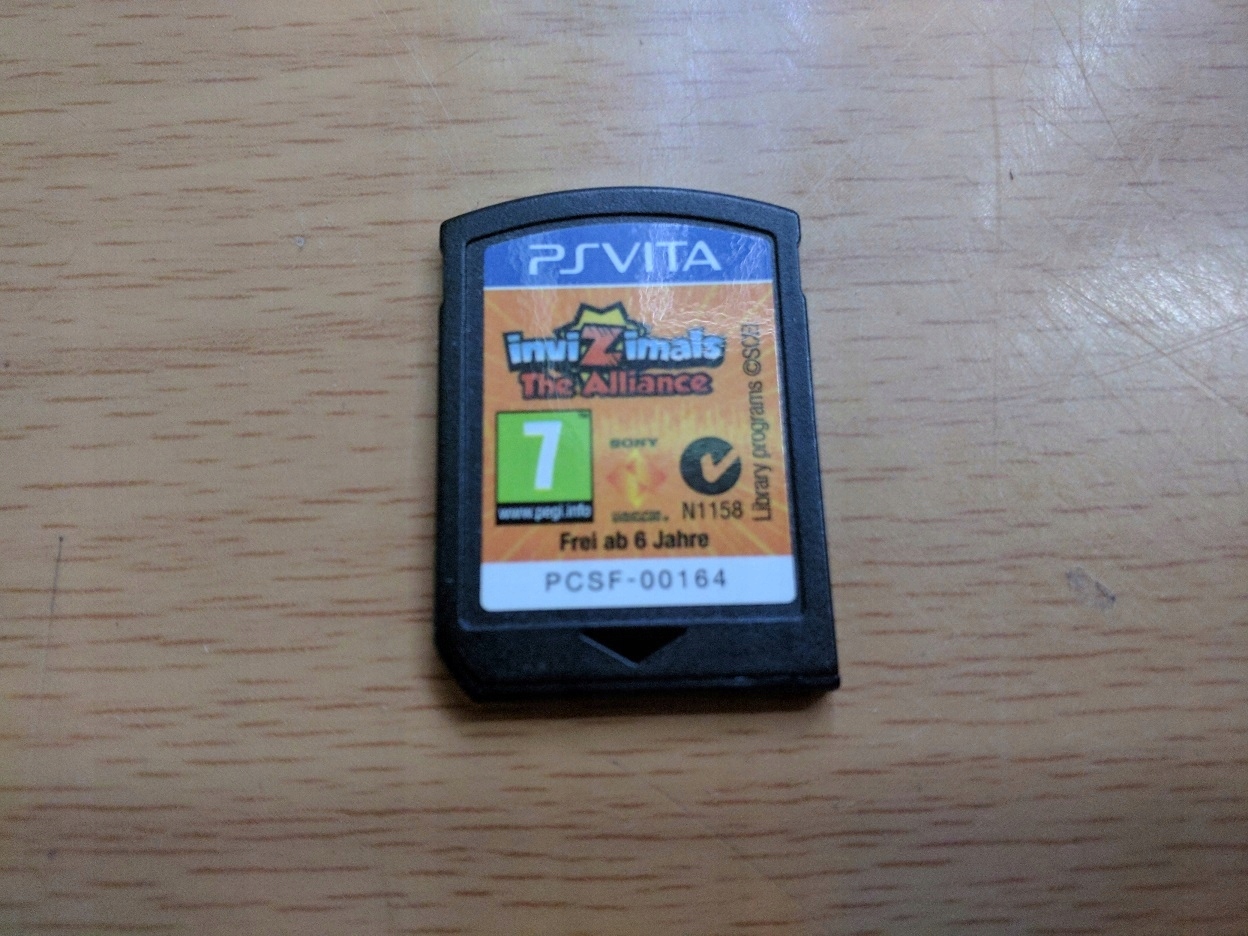 PSVITA
inviZimals
The Alliance
7
www.pegi.info
SONY
N1158
Frei ab 6 Jahre
PCSF-00164
Library programs ©SCEI